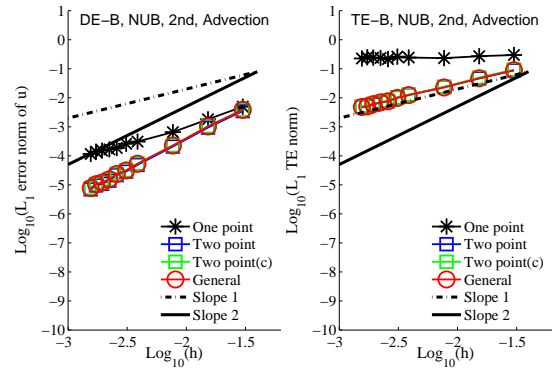 DE-B, NUB, 2nd, Advection
1
0
−1
−2
−3
−4
−5
−6
−7
−8
−9
−10
Log10(L1 error norm of u)
One point
Two point
Two point(c)
General
Slope 1
Slope 2
−3
−2.5
−2
−1.5
Log10(h)
TE-B, NUB, 2nd, Advection
1
0
−1
−2
−3
−4
−5
−6
−7
−8
−9
−10
Log10(L1 TE norm)
One point
Two point
Two point(c)
General
Slope 1
Slope 2
−3
−2.5
−2
−1.5
Log10(h)